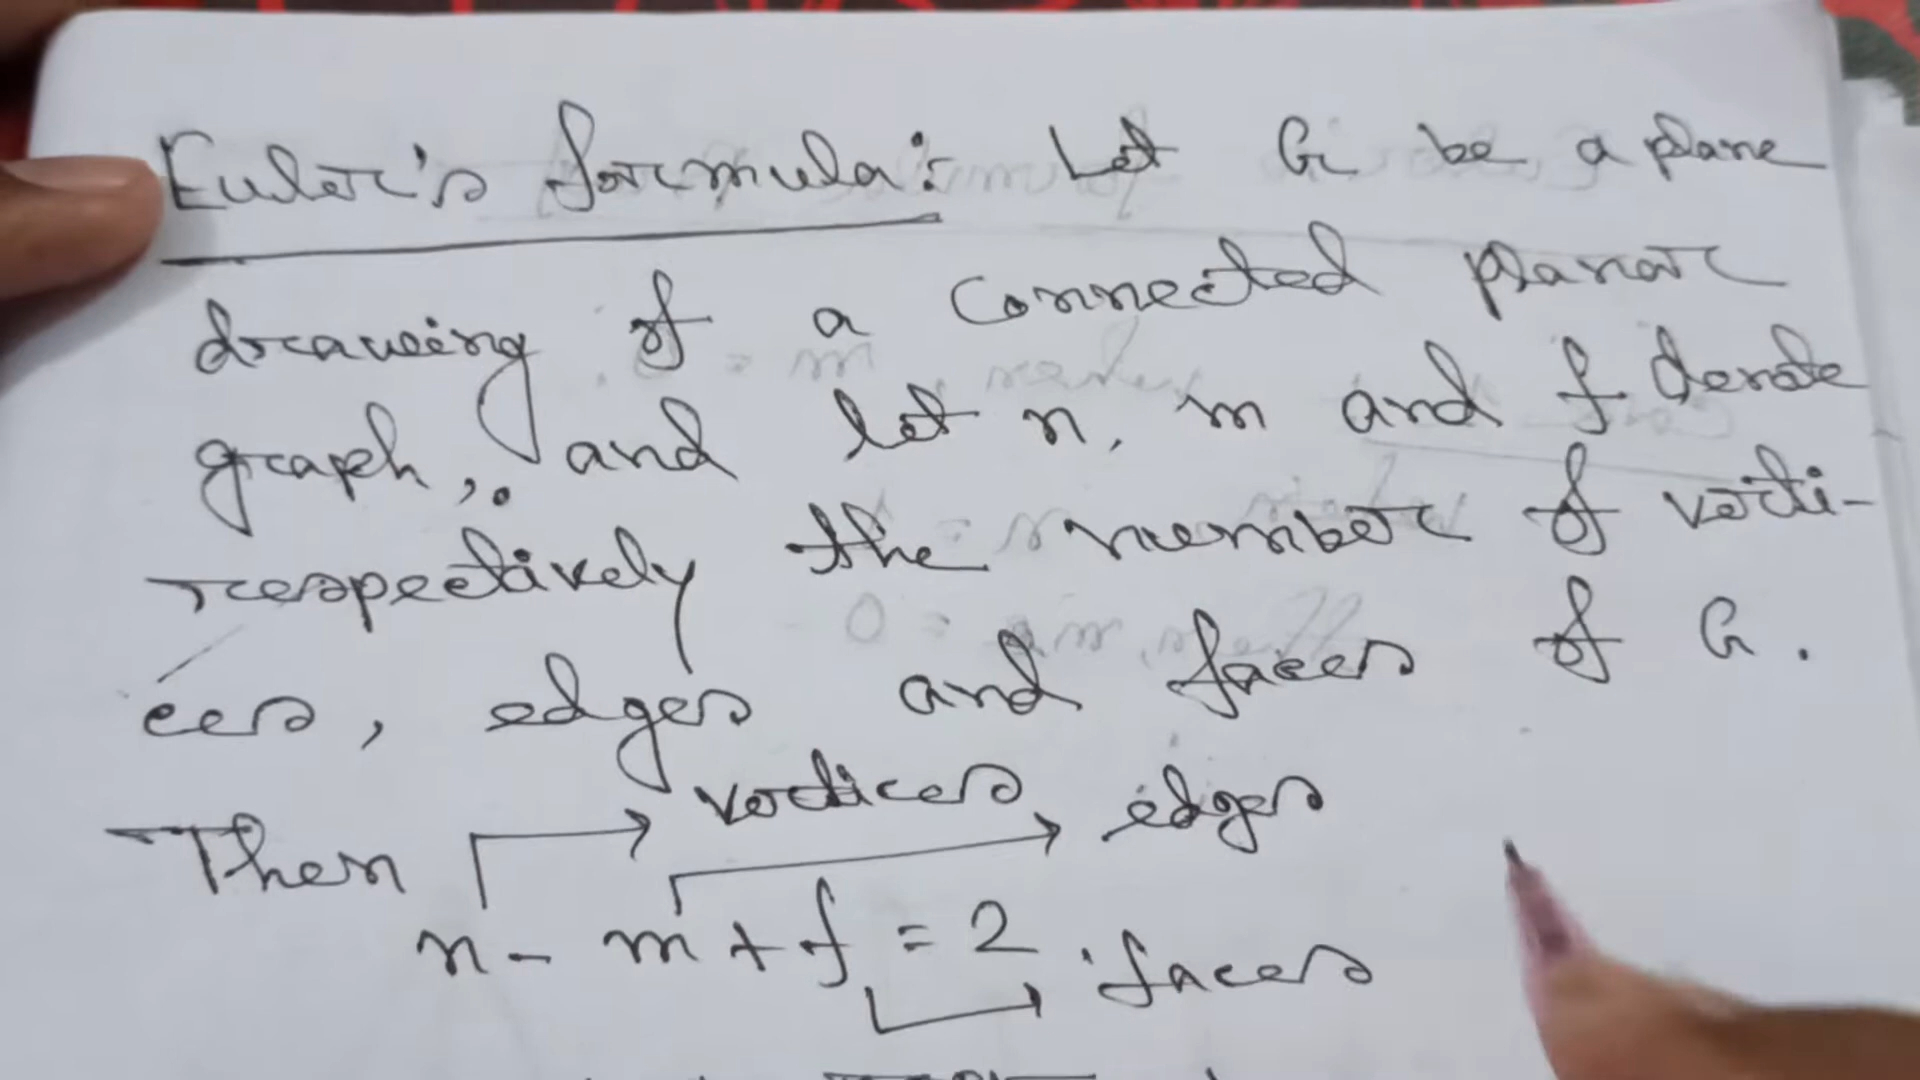 Euler's formula: Let G be a plane
drawing of a connected planar
graph, and let n, m and f denote
respectively the number of verti-
ces, edges and faces of G.
vertices edges
Then
n - m + f = 2
faces